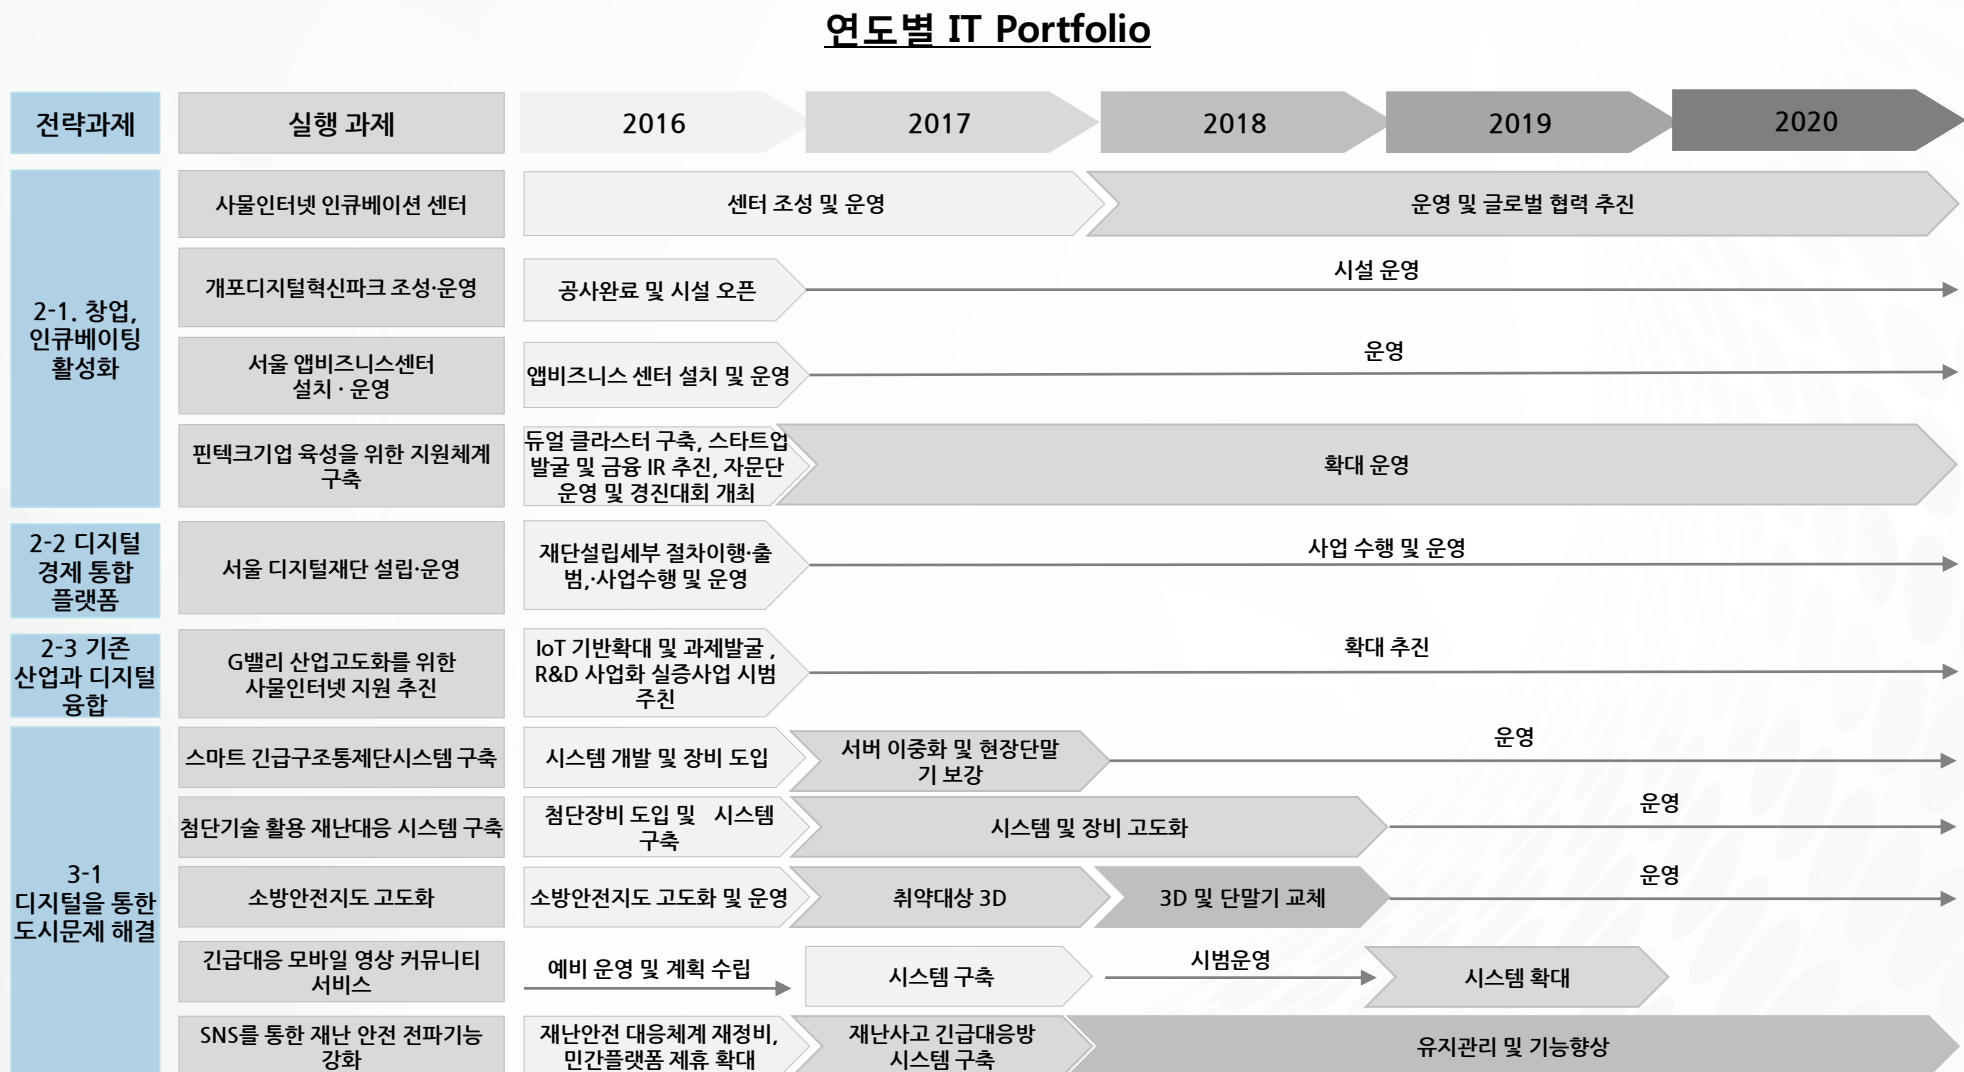 연도별 IT Portfolio
전략과제
실행 과제
2016
2017
2018
2019
2020
2-1. 창업,
인큐베이팅
활성화
사물인터넷 인큐베이션 센터
센터 조성 및 운영
운영 및 글로벌 협력 추진
개포디지털혁신파크 조성·운영
공사완료 및 시설 오픈
시설 운영
서울 앱비즈니스센터
설치 · 운영
앱비즈니스 센터 설치 및 운영
운영
핀텍크기업 육성을 위한 지원체계
구축
듀얼 클라스터 구축, 스타트업
발굴 및 금융 IR 추진, 자문단
운영 및 경진대회 개최
확대 운영
2-2 디지털
경제 통합
플랫폼
서울 디지털재단 설립·운영
재단설립세부 절차이행·출
범,·사업수행 및 운영
사업 수행 및 운영
2-3 기존
산업과 디지털
융합
G밸리 산업고도화를 위한
사물인터넷 지원 추진
IoT 기반확대 및 과제발굴 ,
R&D 사업화 실증사업 시범
주친
확대 추진
3-1
디지털을 통한
도시문제 해결
스마트 긴급구조통제단시스템 구축
시스템 개발 및 장비 도입
서버 이중화 및 현장단말
기 보강
운영
첨단기술 활용 재난대응 시스템 구축
첨단장비 도입 및 시스템
구축
시스템 및 장비 고도화
운영
소방안전지도 고도화
소방안전지도 고도화 및 운영
취약대상 3D
3D 및 단말기 교체
운영
긴급대응 모바일 영상 커뮤니티
서비스
예비 운영 및 계획 수립
시스템 구축
시범운영
시스템 확대
SNS를 통한 재난 안전 전파기능
강화
재난안전 대응체계 재정비,
민간플랫폼 제휴 확대
재난사고 긴급대응방
시스템 구축
유지관리 및 기능향상